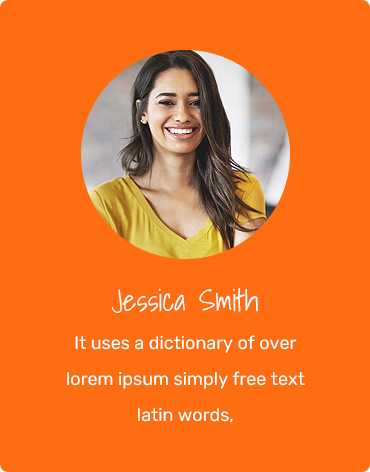 Jessica Smith
It uses a dictionary of over
lorem ipsum simply free text
latin words,